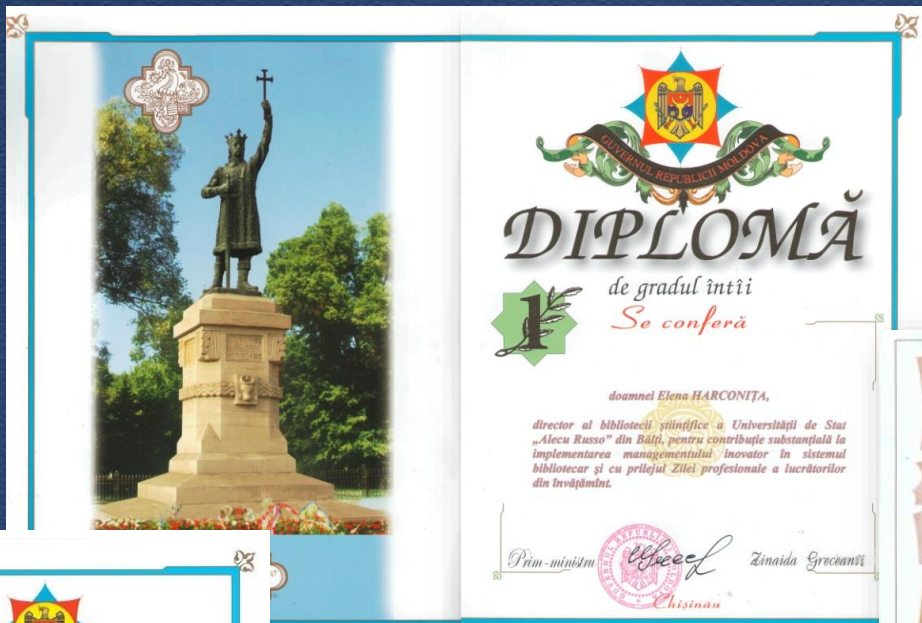 GUVERNUL REPUBLICII MOLDOVA
DIPLOMĂ
de gradul întîi
1
Se conferă
doamnei Elena HARCONIȚA,
director al bibliotecii științifice a Universității de Stat
„Alecu Russo” din Bălți, pentru contribuție substanțială la
implementarea managementului inovator în sistemul
bibliotecar și cu prilejul Zilei profesionale a lucrătorilor
din învățămînt.
Prim-ministru
Zinaida Greceanîi
Chișinău